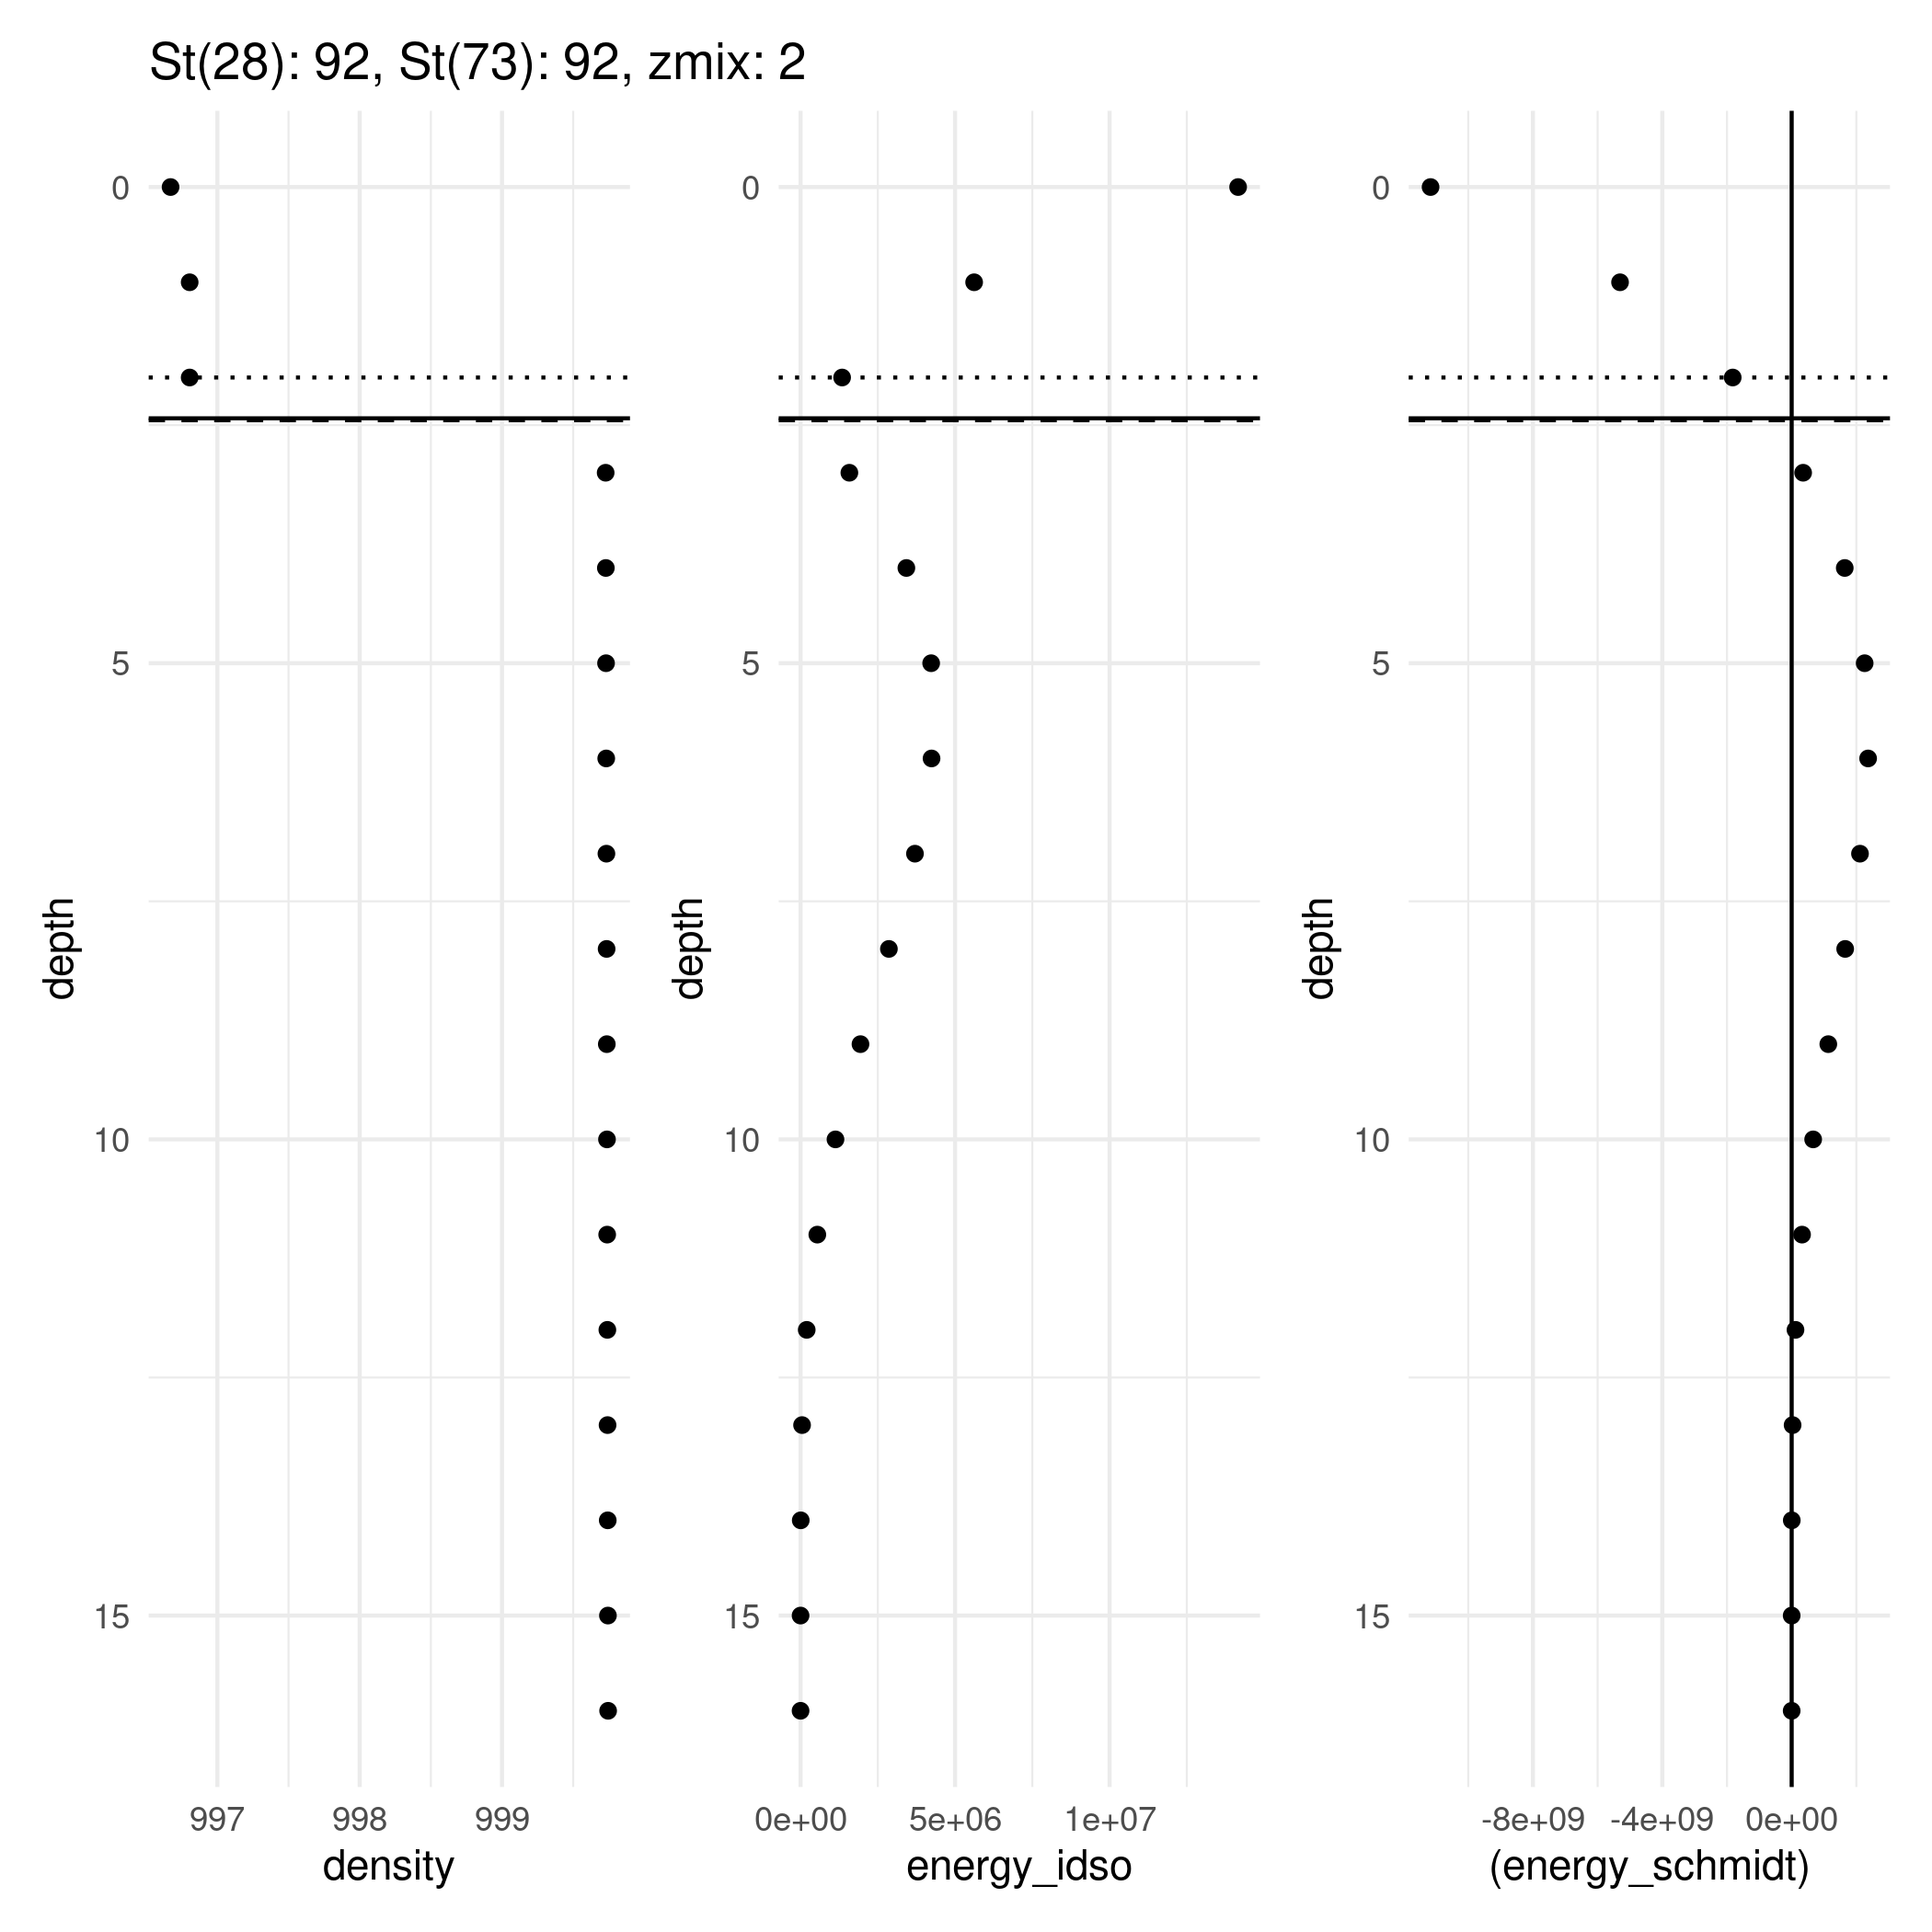 St(28): 92, St(73): 92, zmix: 2
0
5
10
15
depth
997 998 999
density
0
5
10
15
depth
0e+00 5e+06 1e+07
energy_idso
0
5
10
15
depth
-8e+09 -4e+09 0e+00
(energy_schmidt)